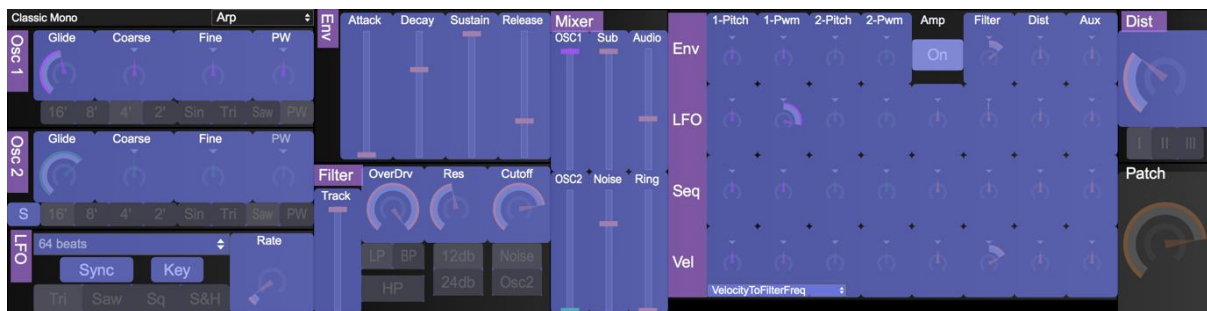 Classic Mono Arp
Osc 1
Glide Coarse Fine PW
16' 8' 4' 2' Sin Tri Saw PW
Osc 2
Glide Coarse Fine PW
S 16' 8' 4' 2' Sin Tri Saw PW
LFO
64 beats
Sync Key
Tri Saw Sq S&H
Rate
Env
Attack Decay Sustain Release
Filter
Track
OverDrv Res Cutoff
LP BP 12db Noise
HP 24db Osc2
Mixer
OSC1 Sub Audio
OSC2 Noise Ring
1-Pitch 1-Pwm 2-Pitch 2-Pwm Amp Filter Dist Aux
Env On
LFO
Seq
Vel
VelocityToFilterFreq
Dist
I II III
Patch